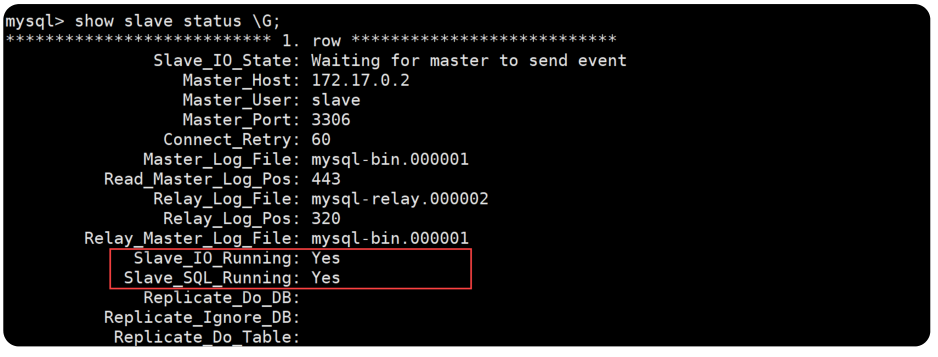 mysql> show slave status \G;
*************************** 1. row ***************************
Slave_IO_State: Waiting for master to send event
Master_Host: 172.17.0.2
Master_User: slave
Master_Port: 3306
Connect_Retry: 60
Master_Log_File: mysql-bin.000001
Read_Master_Log_Pos: 443
Relay_Log_File: mysql-relay.000002
Relay_Log_Pos: 320
Relay_Master_Log_File: mysql-bin.000001
Slave_IO_Running: Yes
Slave_SQL_Running: Yes
Replicate_Do_DB:
Replicate_Ignore_DB:
Replicate_Do_Table: